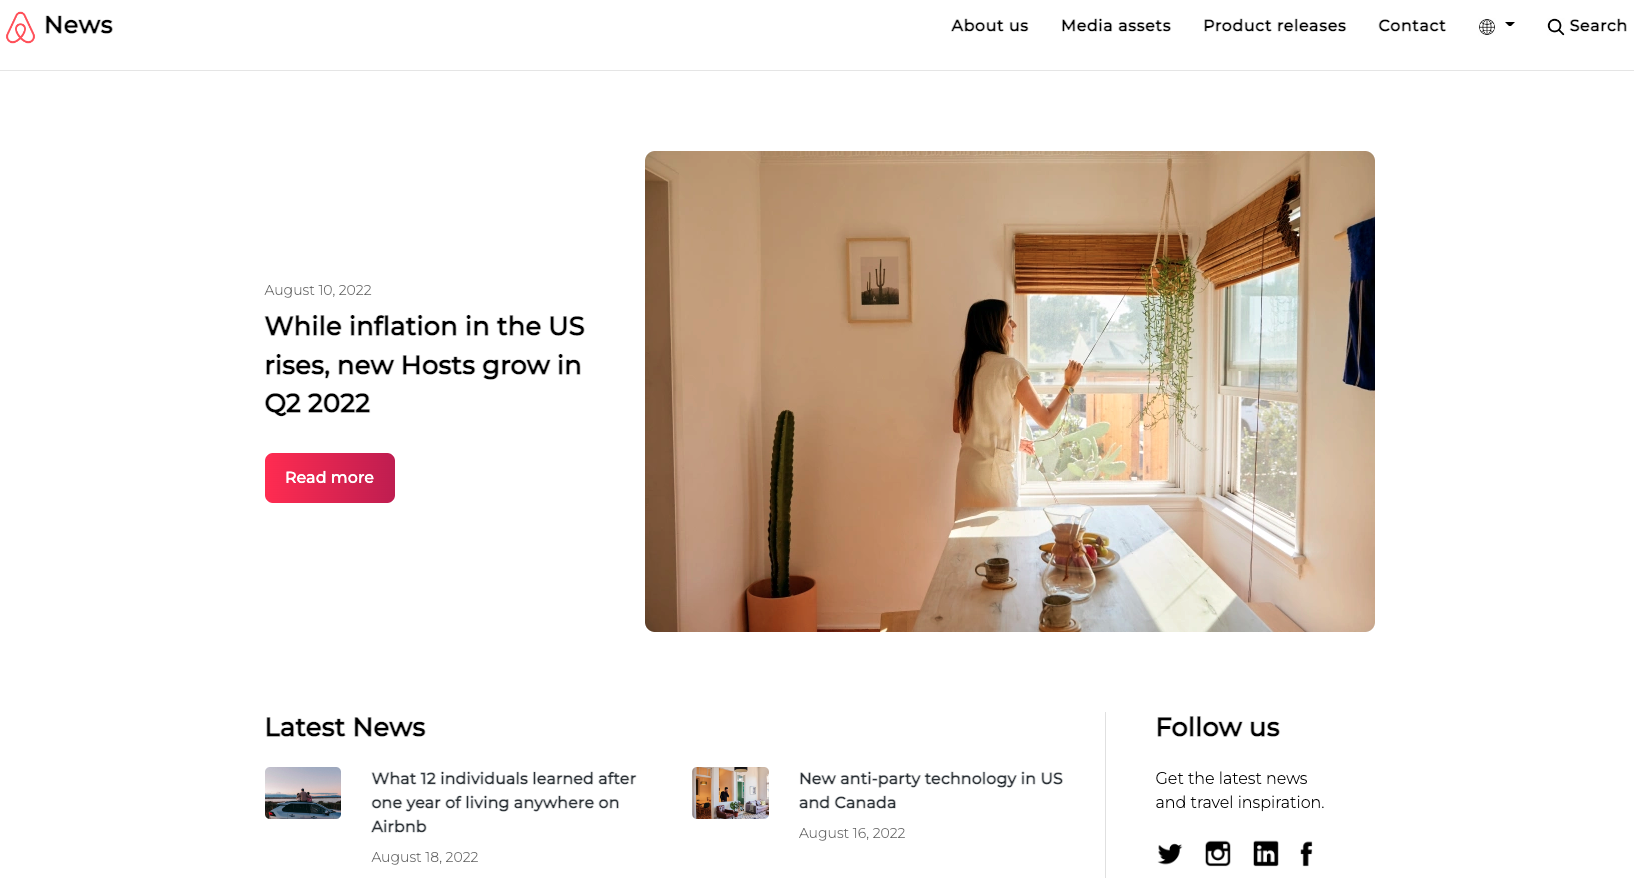 News
About us
Media assets
Product releases
Contact
Search
August 10, 2022
While inflation in the US
rises, new Hosts grow in
Q2 2022
Read more
Latest News
What 12 individuals learned after
one year of living anywhere on
Airbnb
August 18, 2022
New anti-party technology in US
and Canada
August 16, 2022
Follow us
Get the latest news
and travel inspiration.